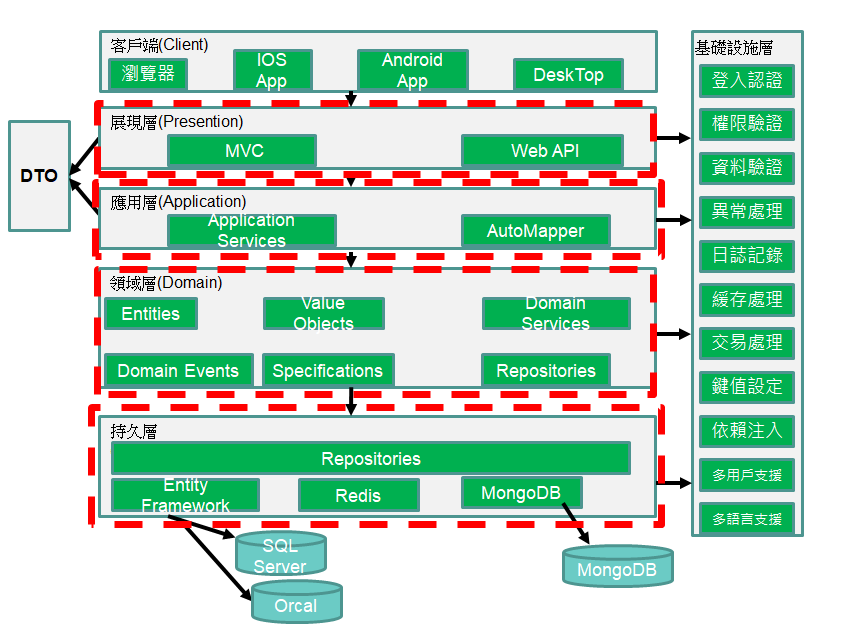 客戶端(Client)
瀏覽器
IOS
App
Android
App
DeskTop
展現層(Presention)
MVC
Web API
DTO
應用層(Application)
Application
Services
AutoMapper
領域層(Domain)
Entities
Value
Objects
Domain
Services
Domain Events
Specifications
Repositories
持久層
Repositories
Entity
Framework
Redis
MongoDB
SQL
Server
Orcal
MongoDB
基礎設施層
登入認證
權限驗證
資料驗證
異常處理
日誌記錄
緩存處理
交易處理
鍵值設定
依賴注入
多用戶支援
多語言支援